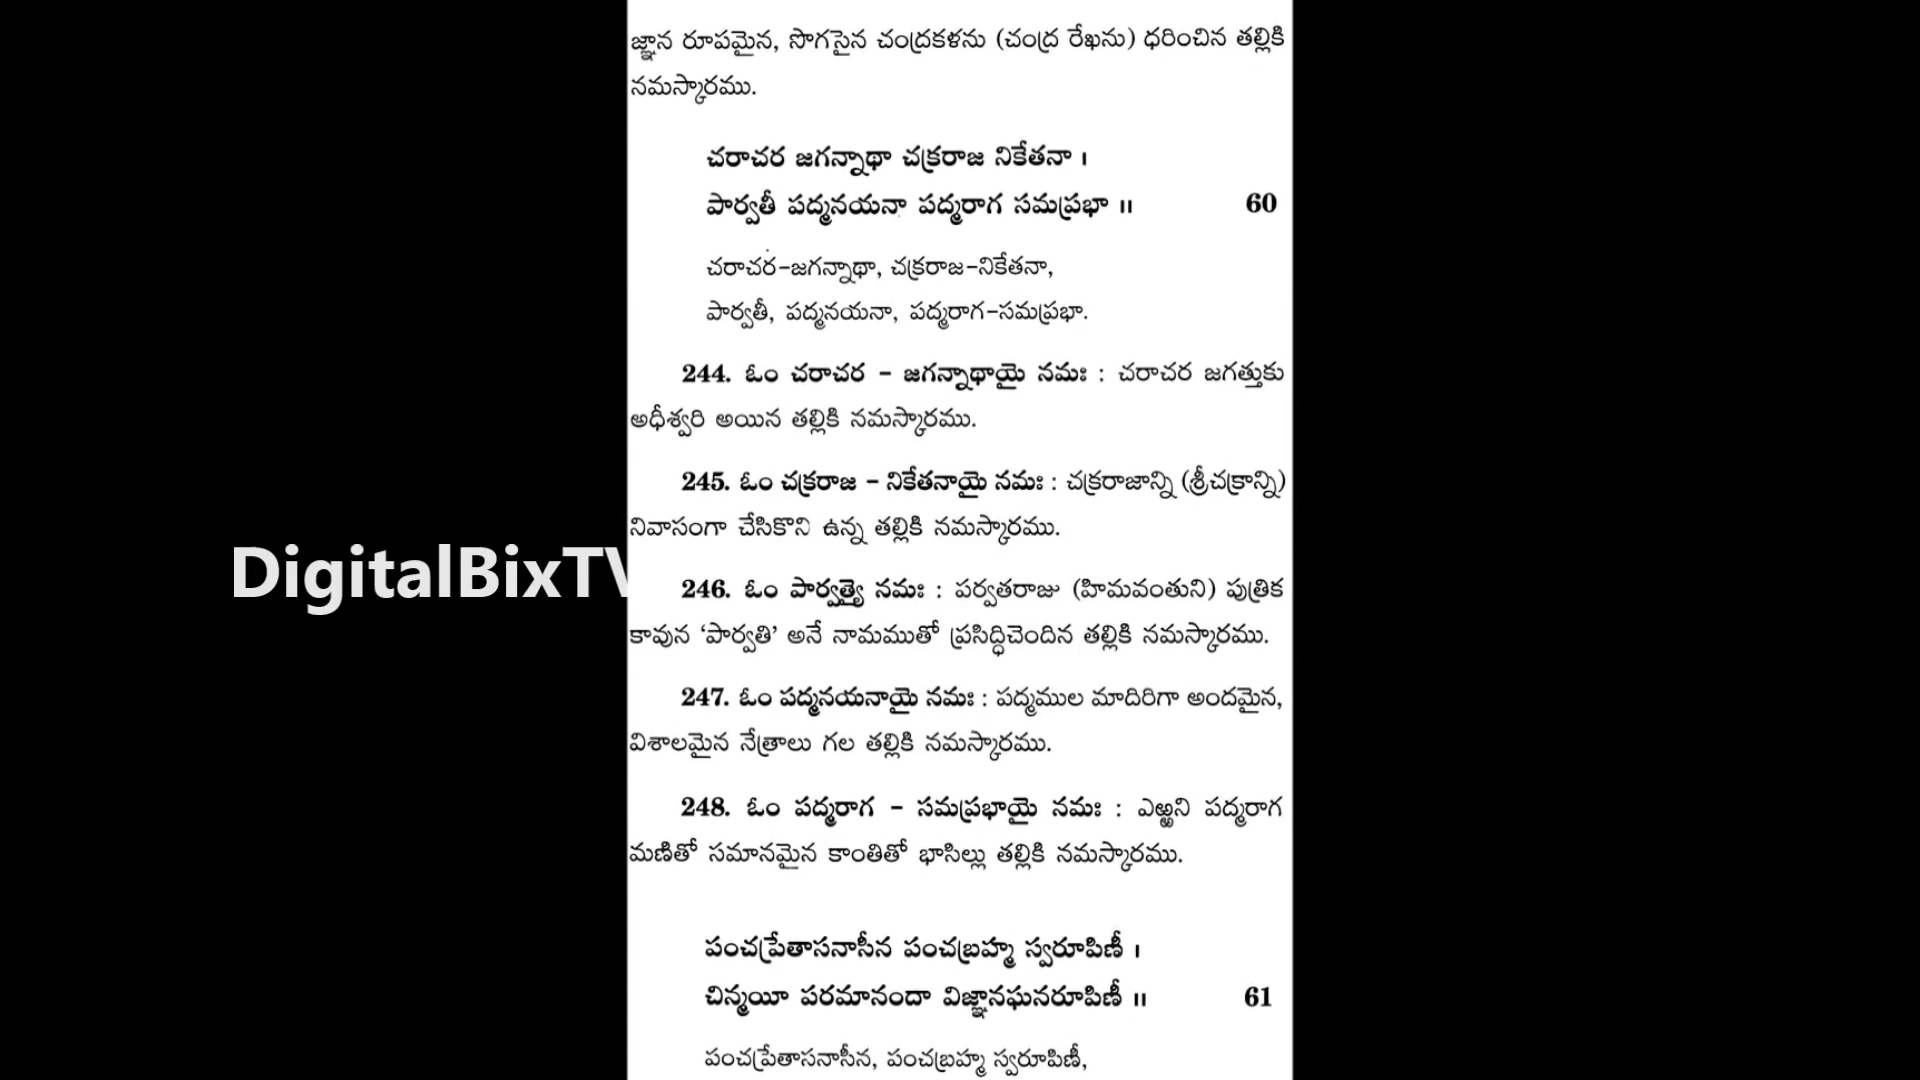 జ్ఞాన రూపమైన, సొగసైన చంద్రకళను (చంద్ర రేఖను) ధరించిన తల్లికి
నమస్కారము.
చరాచర జగన్నాథా చక్రరాజ నికేతనా ।
పార్వతీ పద్మనయనా పద్మరాగ సమప్రభా ॥ 60
చరాచర-జగన్నాథా, చక్రరాజ-నికేతనా,
పార్వతీ, పద్మనయనా, పద్మరాగ-సమప్రభా.
244. ఓం చరాచర - జగన్నాథాయై నమః : చరాచర జగత్తుకు
అధీశ్వరి అయిన తల్లికి నమస్కారము.
245. ఓం చక్రరాజ - నికేతనాయై నమః : చక్రరాజాన్ని (శ్రీచక్రాన్ని)
నివాసంగా చేసికొని ఉన్న తల్లికి నమస్కారము.
DigitalBixTV
246. ఓం పార్వత్యై నమః : పర్వతరాజు (హిమవంతుని) పుత్రిక
కావున ‘పార్వతి’ అనే నామముతో ప్రసిద్ధిచెందిన తల్లికి నమస్కారము.
247. ఓం పద్మనయనాయై నమః : పద్మముల మాదిరిగా అందమైన,
విశాలమైన నేత్రాలు గల తల్లికి నమస్కారము.
248. ఓం పద్మరాగ - సమప్రభాయై నమః : ఎఱ్ఱని పద్మరాగ
మణితో సమానమైన కాంతితో భాసిల్లు తల్లికి నమస్కారము.
పంచప్రేతాసనాసీన పంచబ్రహ్మ స్వరూపిణీ ।
చిన్మయీ పరమానందా విజ్ఞానఘనరూపిణీ ॥ 61
పంచప్రేతాసనాసీన, పంచబ్రహ్మ స్వరూపిణీ,